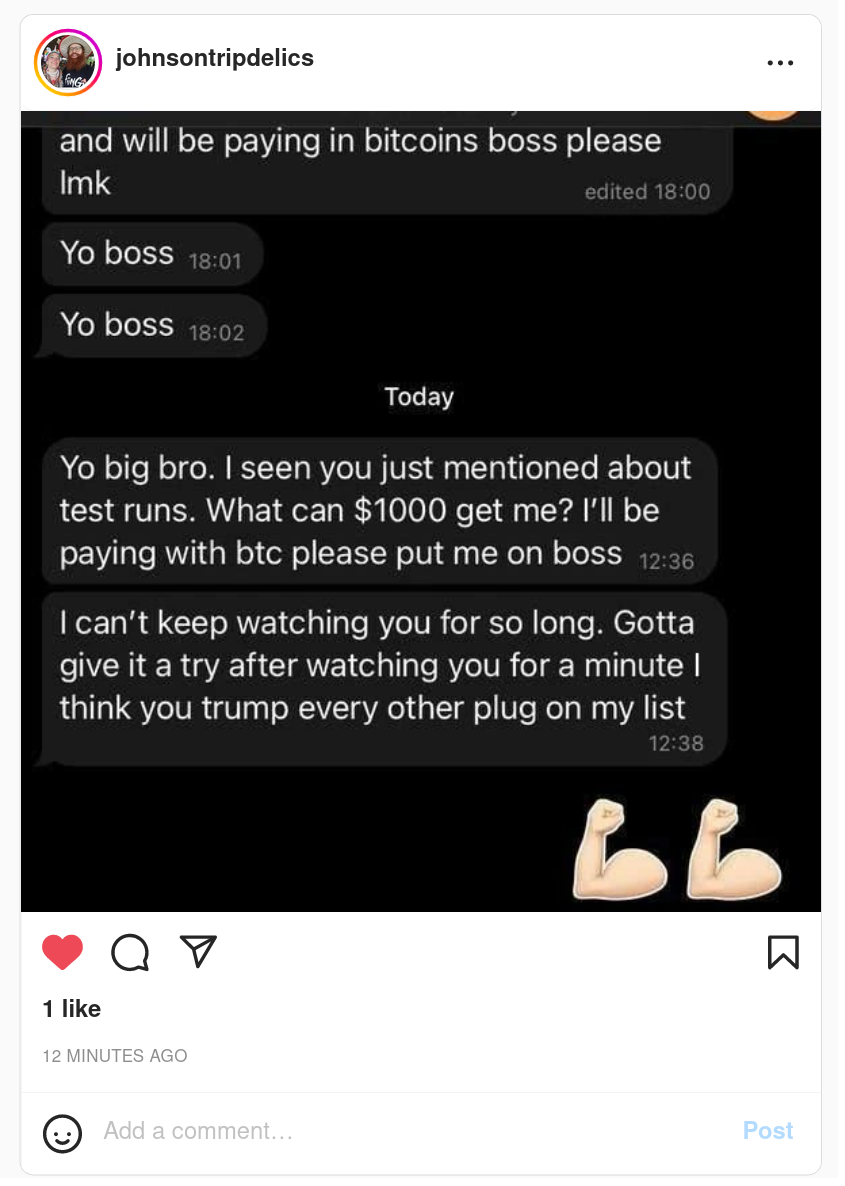 johnsontripdelics
and will be paying in bitcoins boss please
lmk
edited 18:00
Yo boss 18:01
Yo boss 18:02
Today
Yo big bro. I seen you just mentioned about
test runs. What can $1000 get me? I’ll be
paying with btc please put me on boss 12:36
I can’t keep watching you for so long. Gotta
give it a try after watching you for a minute I
think you trump every other plug on my list
12:38
1 like
12 MINUTES AGO
Add a comment…
Post